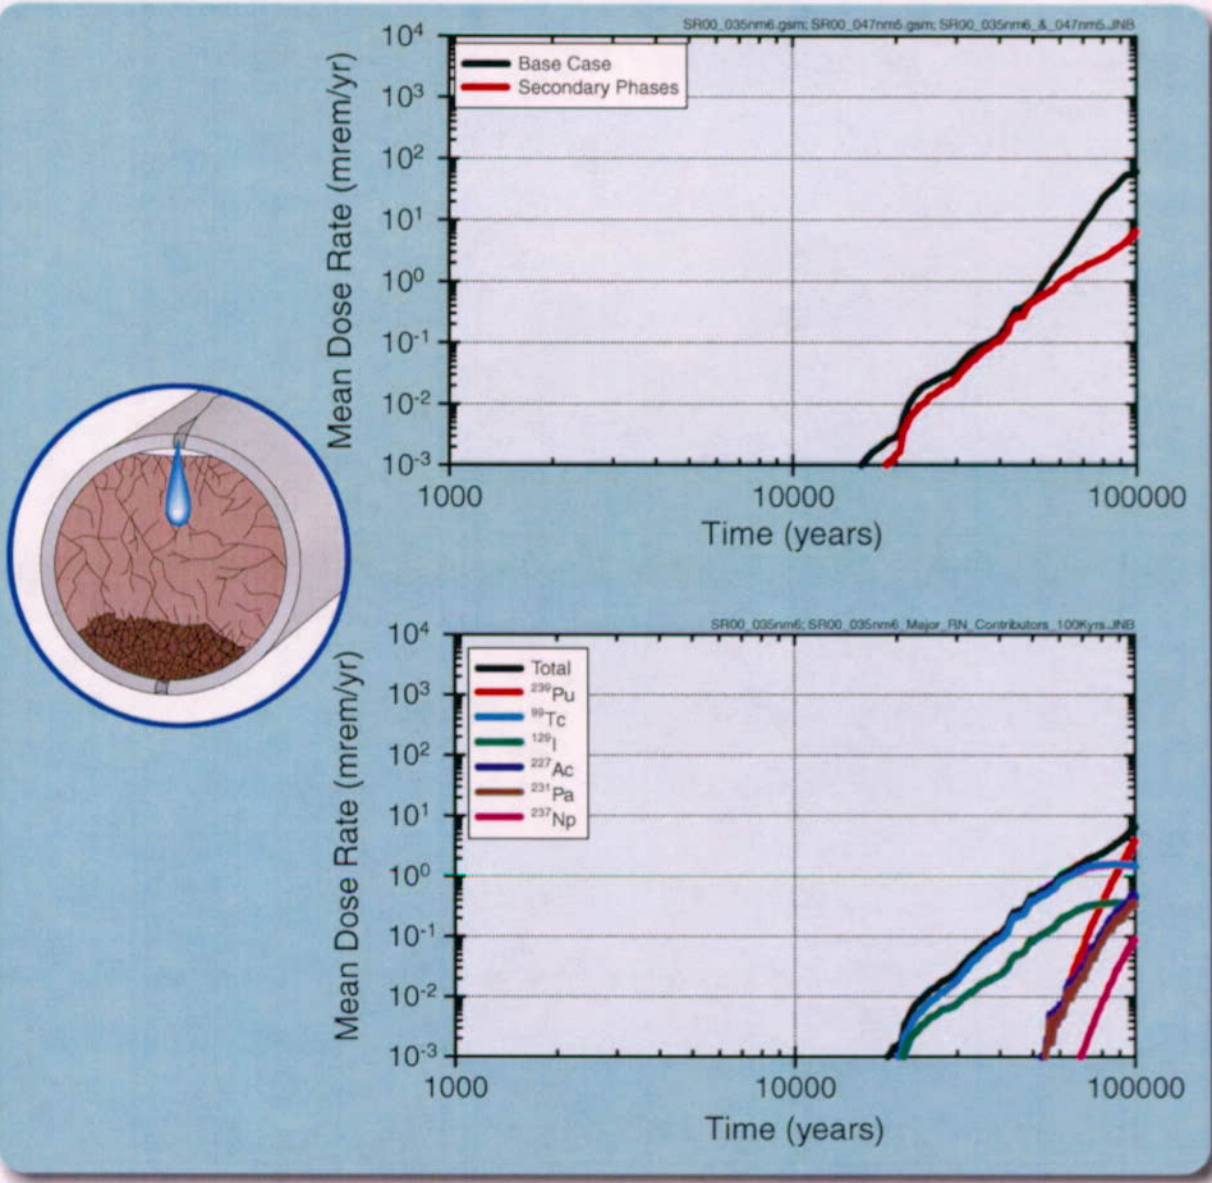 SR00_035nm6.gsm; SR00_047nm5.gsm; SR00_035nm6_&_047nm5.JNB
Mean Dose Rate (mrem/yr)
10⁴
10³
10²
10¹
10⁰
10⁻¹
10⁻²
10⁻³
Base Case
Secondary Phases
1000 10000 100000
Time (years)
SR00_035nm6; SR00_035nm6_Major_RN_Contributors_100Kyrs.JNB
Mean Dose Rate (mrem/yr)
10⁴
10³
10²
10¹
10⁰
10⁻¹
10⁻²
10⁻³
Total
²³⁹Pu
⁹⁹Tc
¹²⁹I
²²⁷Ac
²³¹Pa
²³⁷Np
1000 10000 100000
Time (years)